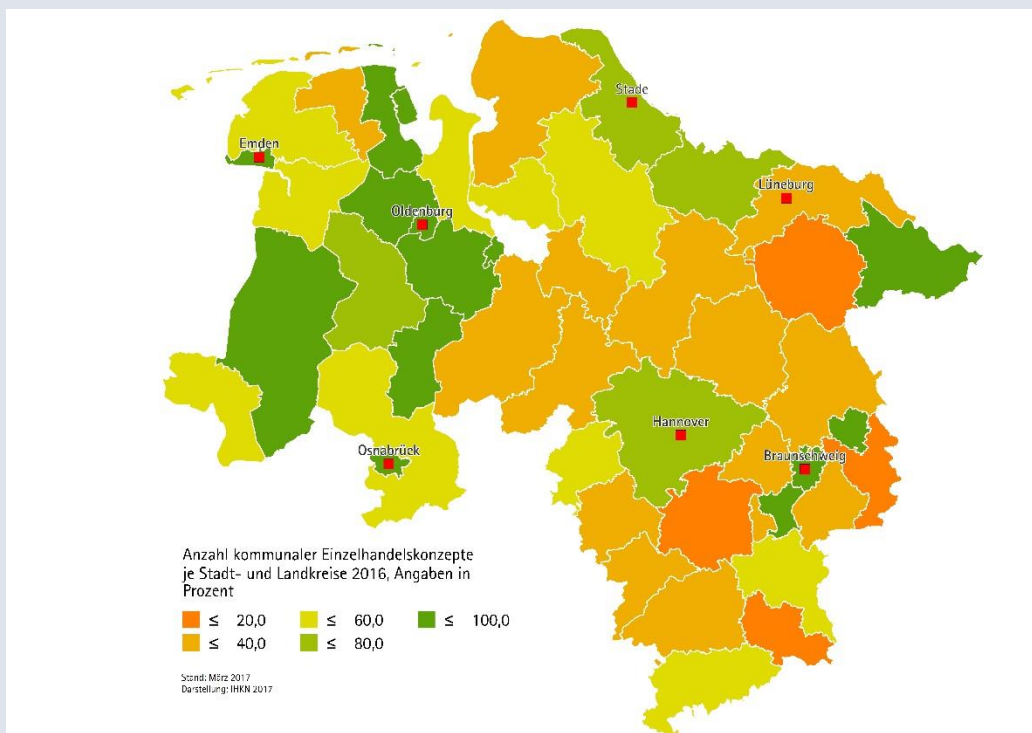 Stade
Emden
Lüneburg
Oldenburg
Hannover
Osnabrück
Braunschweig
Anzahl kommunaler Einzelhandelskonzepte
je Stadt- und Landkreise 2016, Angaben in
Prozent
≤ 20,0 ≤ 60,0 ≤ 100,0
≤ 40,0 ≤ 80,0
Stand: März 2017
Darstellung: IHKN 2017